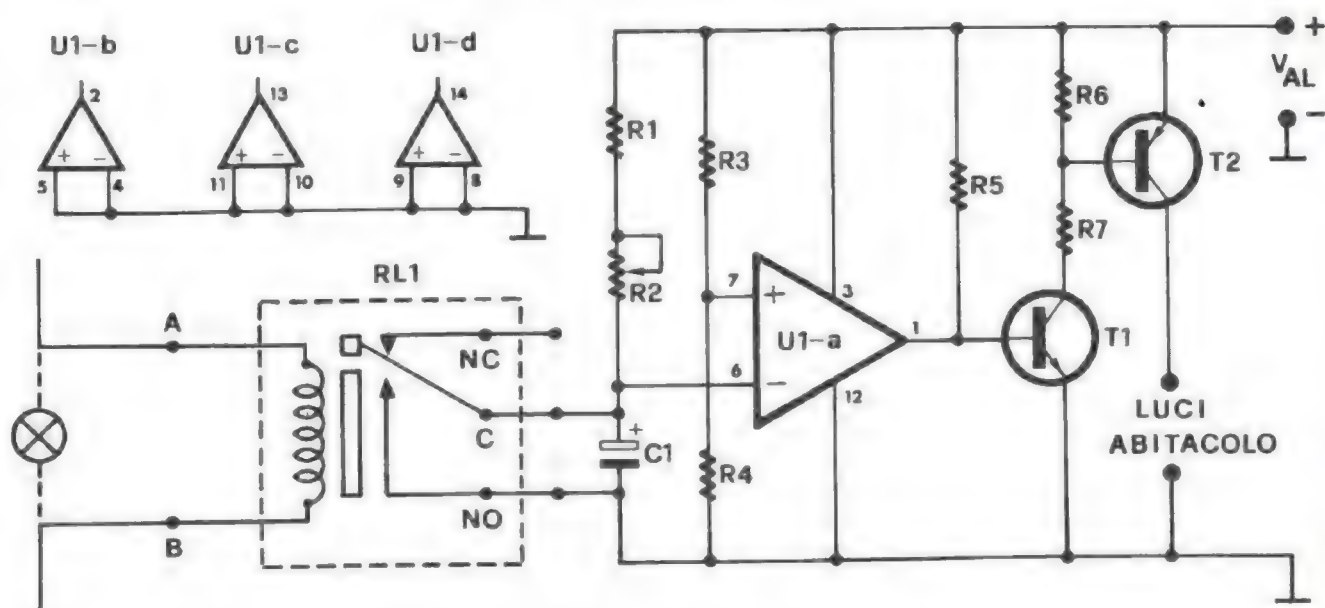 U1-b
U1-c
U1-d
2
13
14
+ −
+ −
+ −
5
4
11
10
9
8
R1
R3
R5
R6
R7
T2
+
VAL
−
RL1
A
B
NC
C
NO
R2
+
C1
R4
7
6
+
−
U1-a
3
12
1
T1
LUCI
ABITACOLO